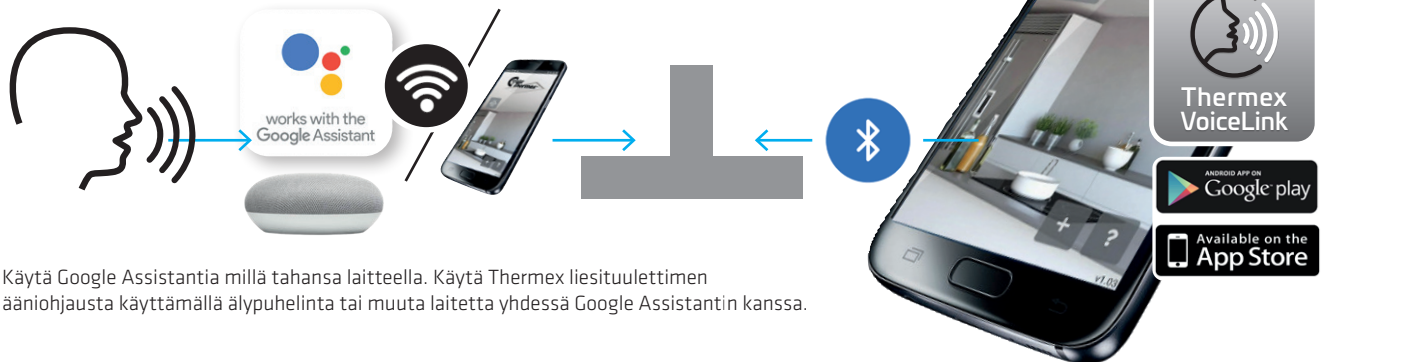 works with the
Google Assistant
Thermex
Thermex
VoiceLink
ANDROID APP ON
Google play
Available on the
App Store
+
?
v1.03
Käytä Google Assistantia millä tahansa laitteella. Käytä Thermex liesituulettimen
ääniohjausta käyttämällä älypuhelinta tai muuta laitetta yhdessä Google Assistantin kanssa.